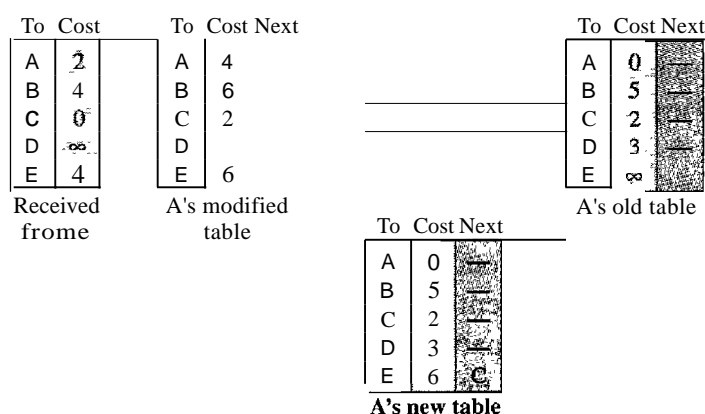 To Cost
A 2
B 4
C 0
D ∞
E 4
Received
frome
To Cost Next
A 4
B 6
C 2
D
E 6
A's modified
table
To Cost Next
A 0 —
B 5 —
C 2 —
D 3 —
E ∞
A's old table
To Cost Next
A 0 —
B 5 —
C 2 —
D 3 —
E 6 C
A's new table